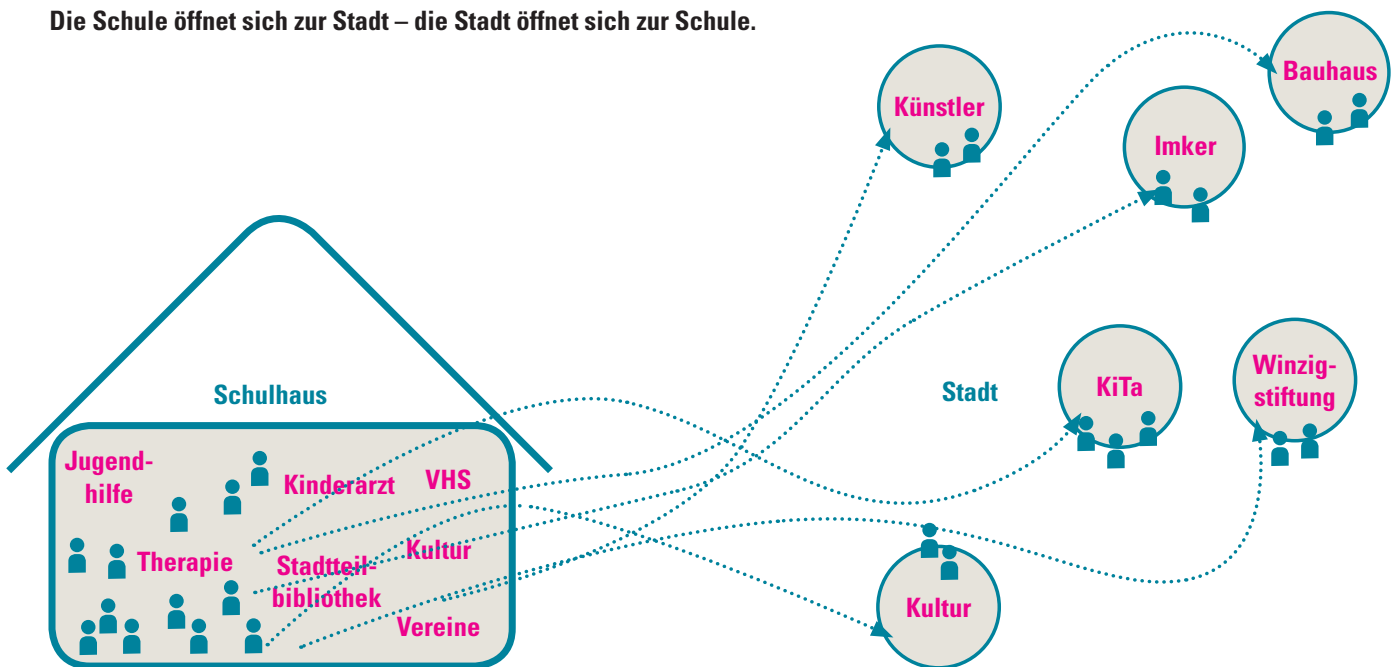 Die Schule öffnet sich zur Stadt – die Stadt öffnet sich zur Schule.
Künstler
Bauhaus
Imker
Schulhaus
Stadt
KiTa
Winzig-
stiftung
Jugend-
hilfe
Kinderarzt
VHS
Therapie
Stadtteil-
bibliothek
Kultur
Vereine
Kultur